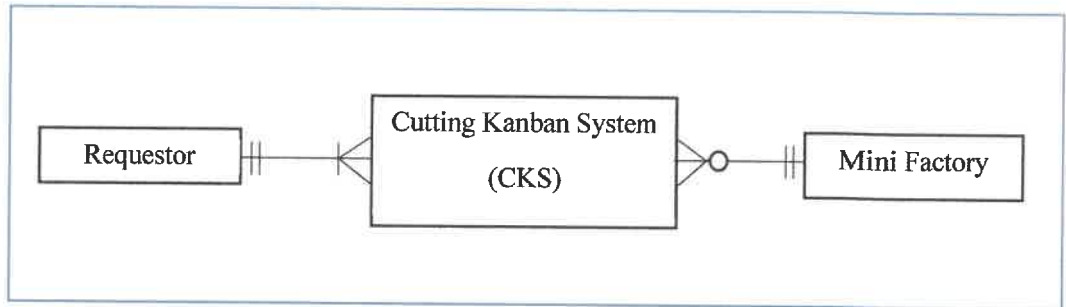 Requestor
Cutting Kanban System
(CKS)
Mini Factory